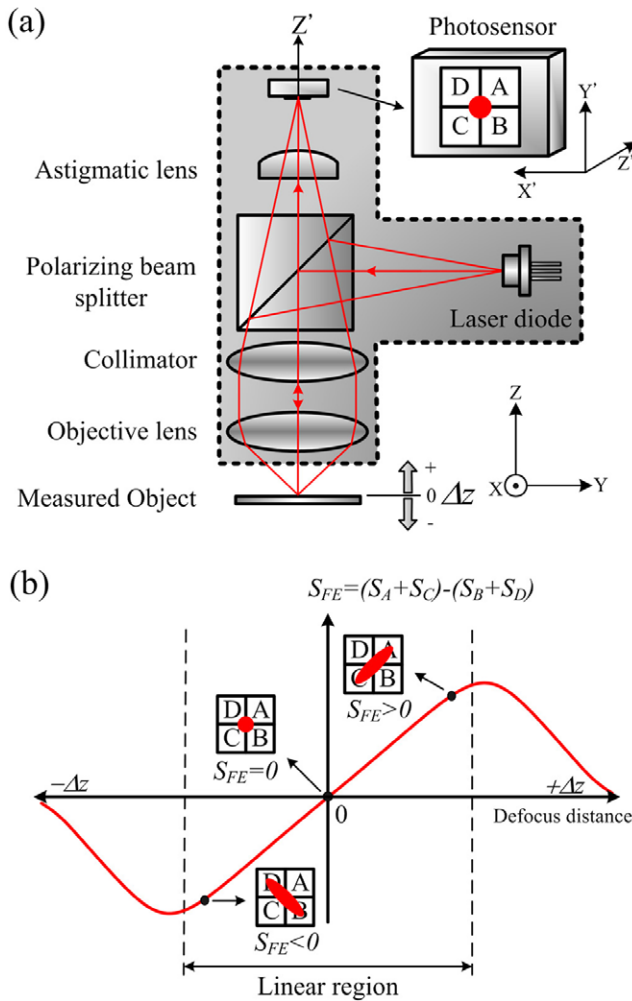 (a)
Z'
Photosensor
D A
C B
Y'
Z'
X'
Astigmatic lens
Polarizing beam
splitter
Laser diode
Collimator
Objective lens
Measured Object
+
0 Δz
-
Z
X
Y
(b)
S_FE=(S_A+S_C)-(S_B+S_D)
D A
C B
S_FE>0
D A
C B
S_FE=0
−Δz
+Δz
0
Defocus distance
D A
C B
S_FE<0
Linear region